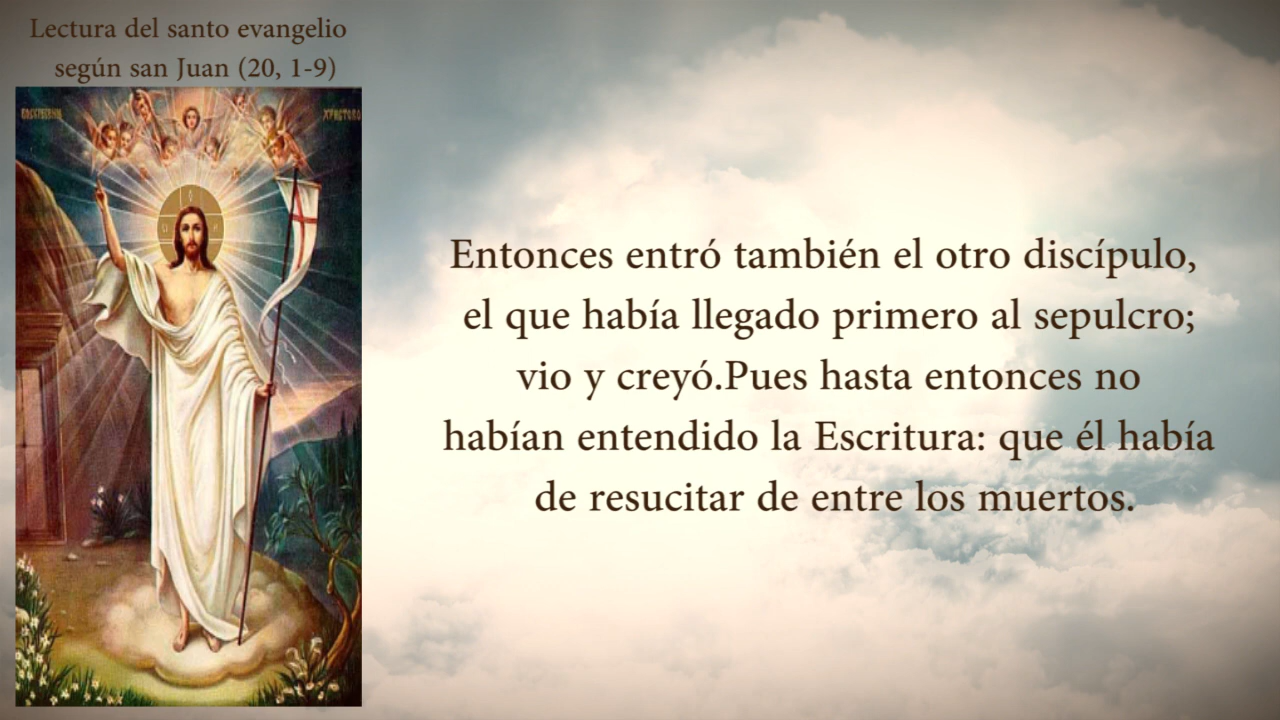 Lectura del santo evangelio
según san Juan (20, 1-9)
Entonces entró también el otro discípulo,
el que había llegado primero al sepulcro;
vio y creyó.Pues hasta entonces no
habían entendido la Escritura: que él había
de resucitar de entre los muertos.